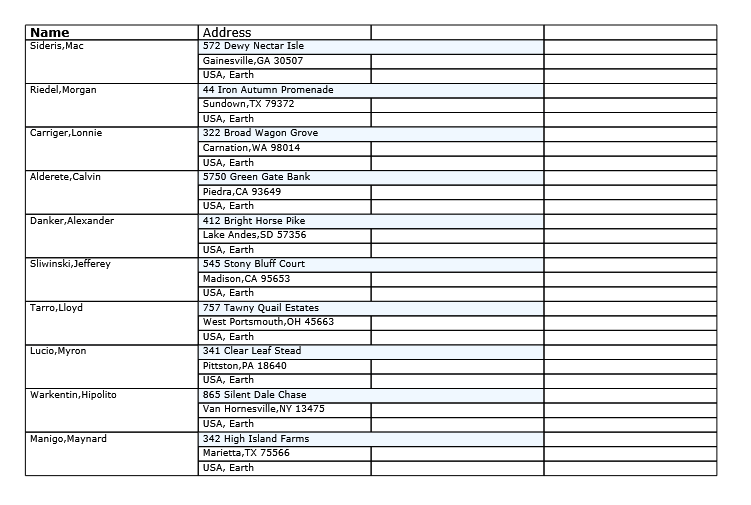 Name Address
Sideris,Mac 572 Dewy Nectar Isle
Gainesville,GA 30507
USA, Earth
Riedel,Morgan 44 Iron Autumn Promenade
Sundown,TX 79372
USA, Earth
Carriger,Lonnie 322 Broad Wagon Grove
Carnation,WA 98014
USA, Earth
Alderete,Calvin 5750 Green Gate Bank
Piedra,CA 93649
USA, Earth
Danker,Alexander 412 Bright Horse Pike
Lake Andes,SD 57356
USA, Earth
Sliwinski,Jefferey 545 Stony Bluff Court
Madison,CA 95653
USA, Earth
Tarro,Lloyd 757 Tawny Quail Estates
West Portsmouth,OH 45663
USA, Earth
Lucio,Myron 341 Clear Leaf Stead
Pittston,PA 18640
USA, Earth
Warkentin,Hipolito 865 Silent Dale Chase
Van Hornesville,NY 13475
USA, Earth
Manigo,Maynard 342 High Island Farms
Marietta,TX 75566
USA, Earth